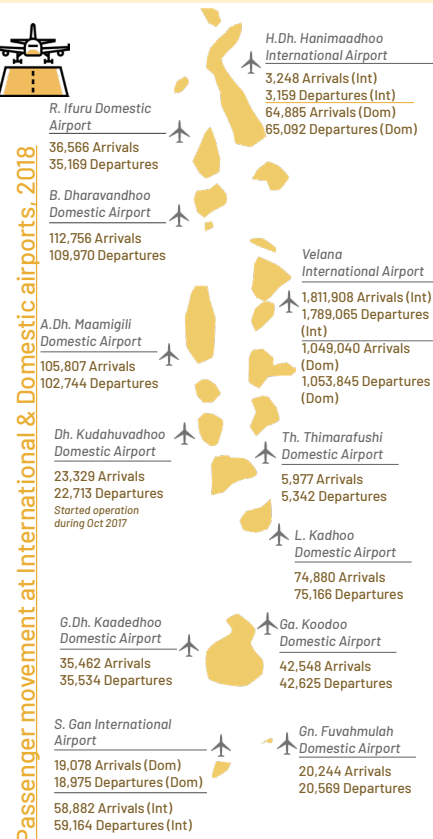 Passenger movement at International & Domestic airports, 2018
H.Dh. Hanimaadhoo
International Airport
3,248 Arrivals (Int)
3,159 Departures (Int)
64,885 Arrivals (Dom)
65,092 Departures (Dom)
R. Ifuru Domestic
Airport
36,566 Arrivals
35,169 Departures
B. Dharavandhoo
Domestic Airport
112,756 Arrivals
109,970 Departures
Velana
International Airport
1,811,908 Arrivals (Int)
1,789,065 Departures
(Int)
1,049,040 Arrivals
(Dom)
1,053,845 Departures
(Dom)
A.Dh. Maamigili
Domestic Airport
105,807 Arrivals
102,744 Departures
Dh. Kudahuvadhoo
Domestic Airport
23,329 Arrivals
22,713 Departures
Started operation
during Oct 2017
Th. Thimarafushi
Domestic Airport
5,977 Arrivals
5,342 Departures
L. Kadhoo
Domestic Airport
74,880 Arrivals
75,166 Departures
G.Dh. Kaadedhoo
Domestic Airport
35,462 Arrivals
35,534 Departures
Ga. Koodoo
Domestic Airport
42,548 Arrivals
42,625 Departures
S. Gan International
Airport
19,078 Arrivals (Dom)
18,975 Departures (Dom)
58,882 Arrivals (Int)
59,164 Departures (Int)
Gn. Fuvahmulah
Domestic Airport
20,244 Arrivals
20,569 Departures